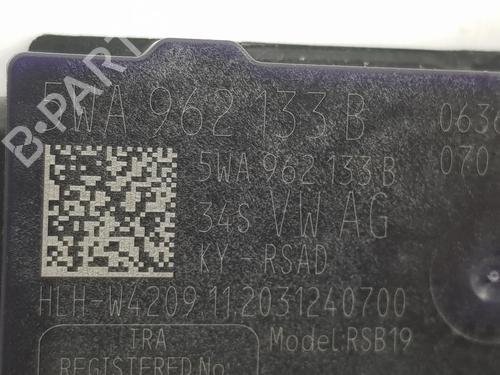 B-PARTS
5WA 962 133 B 063
5WA 962 133 B 070
34S VW AG
KY - RSAD
HLH-W4209 11.2031240700
TRA Model:RSB19
REGISTERED No: